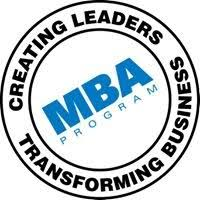 CREATING LEADERS
MBA
PROGRAM
TRANSFORMING BUSINESS